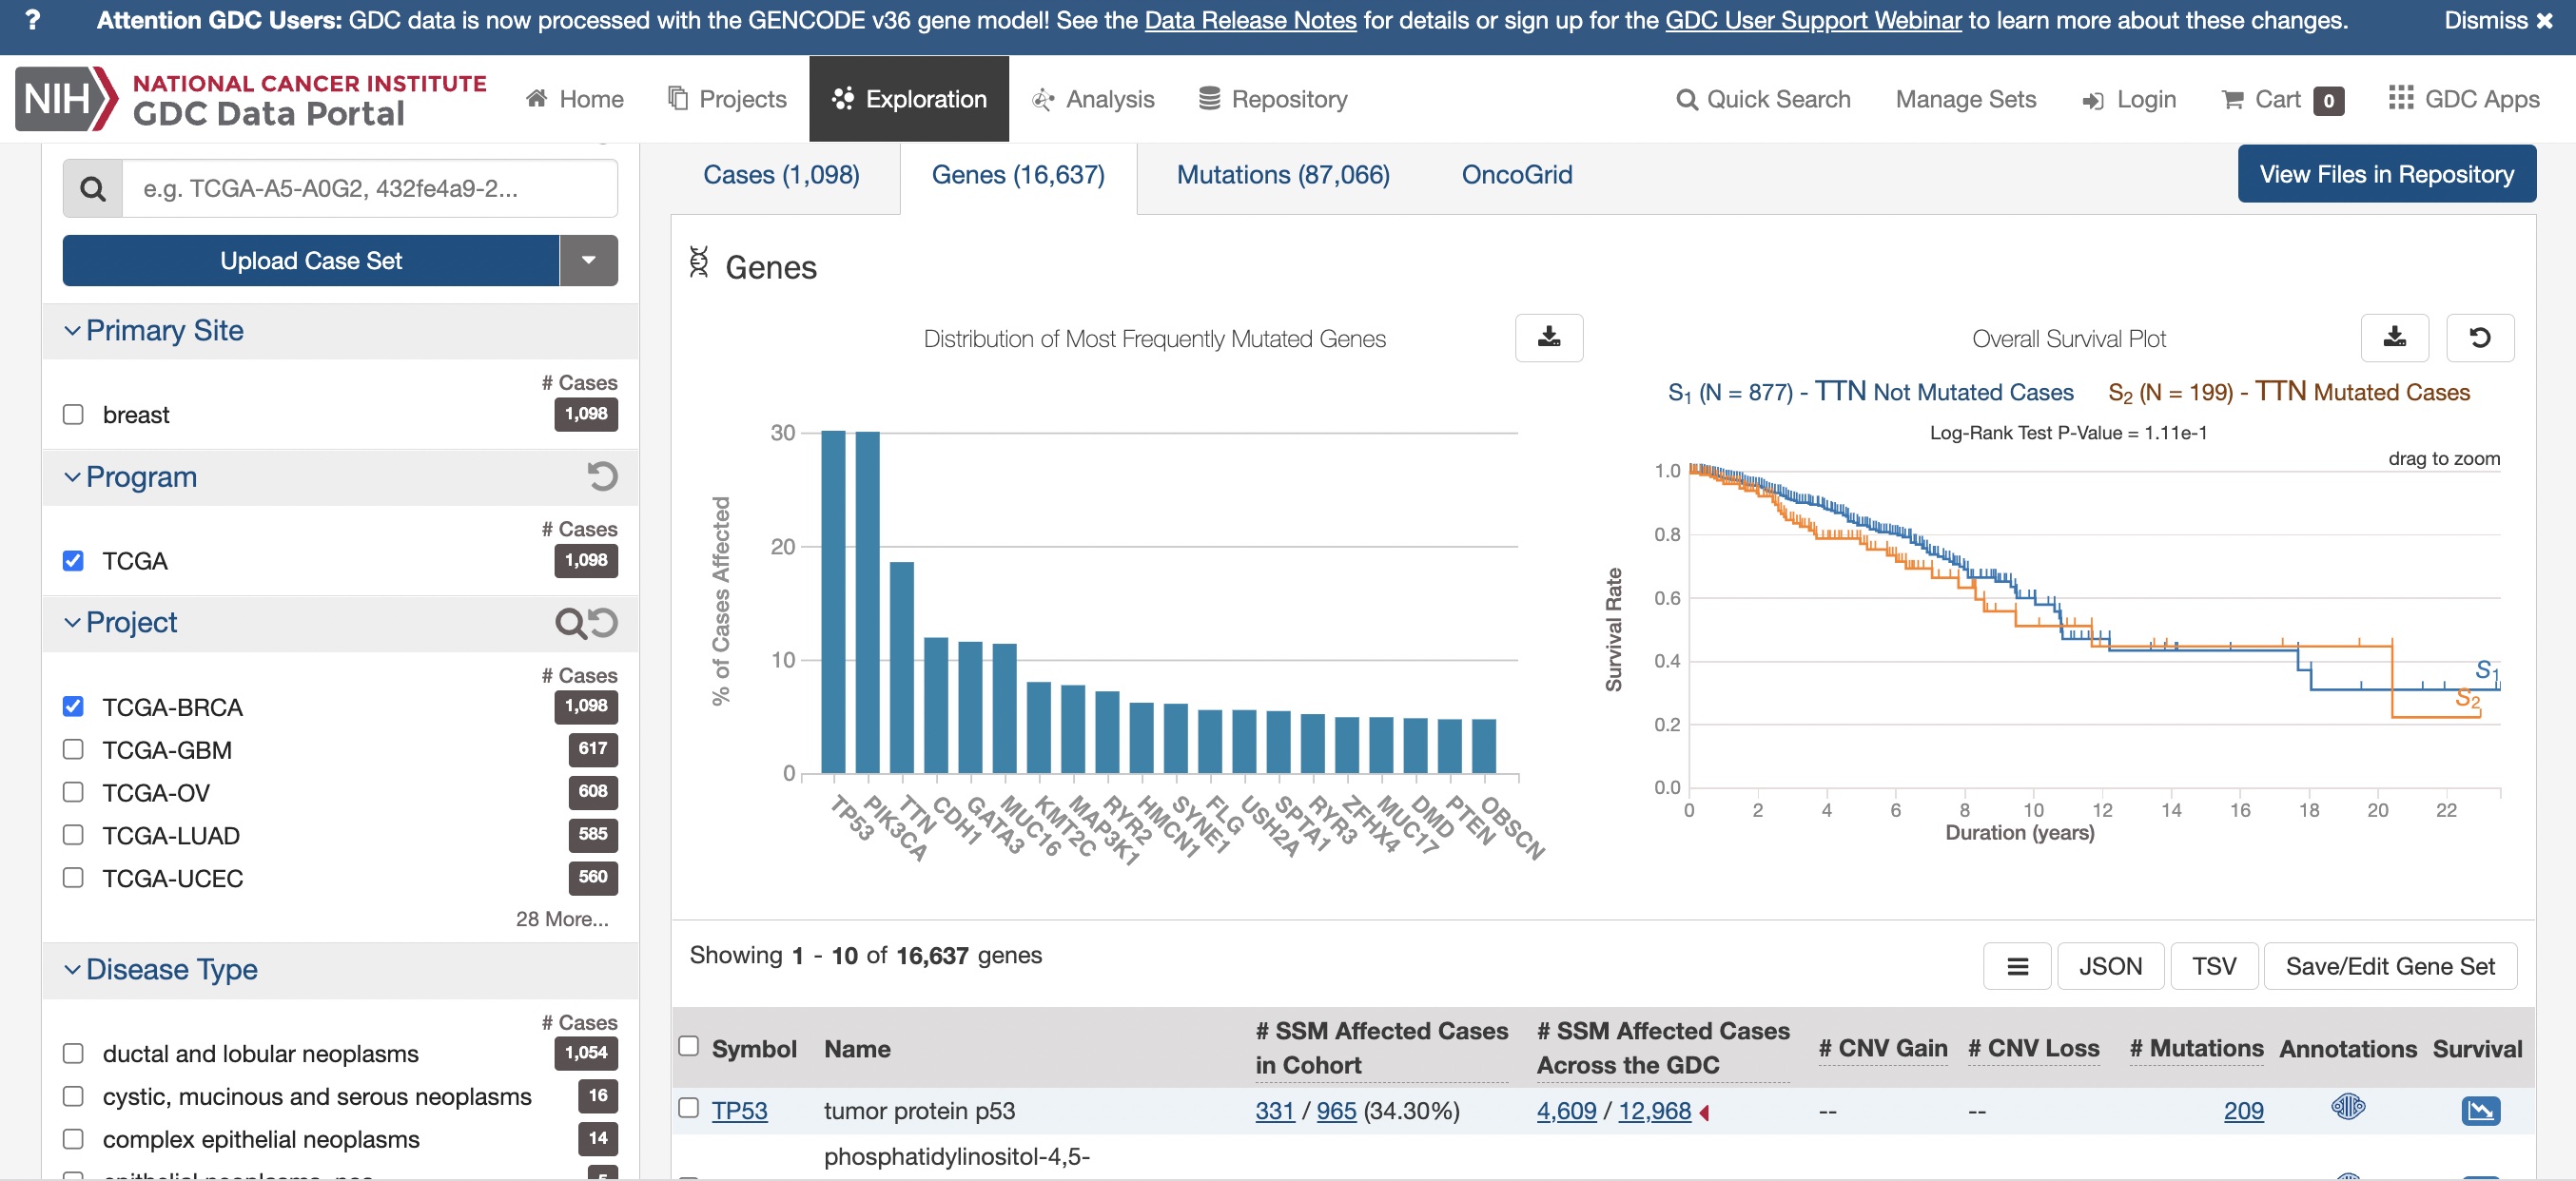 ? Attention GDC Users: GDC data is now processed with the GENCODE v36 gene model! See the Data Release Notes for details or sign up for the GDC User Support Webinar to learn more about these changes. Dismiss ✖
NIH NATIONAL CANCER INSTITUTE
GDC Data Portal
Home Projects Exploration Analysis Repository Quick Search Manage Sets Login Cart 0 GDC Apps
e.g. TCGA-A5-A0G2, 432fe4a9-2...
Upload Case Set
Primary Site
# Cases
breast 1,098
Program
# Cases
TCGA 1,098
Project
# Cases
TCGA-BRCA 1,098
TCGA-GBM 617
TCGA-OV 608
TCGA-LUAD 585
TCGA-UCEC 560
28 More...
Disease Type
# Cases
ductal and lobular neoplasms 1,054
cystic, mucinous and serous neoplasms 16
complex epithelial neoplasms 14
Cases (1,098) Genes (16,637) Mutations (87,066) OncoGrid View Files in Repository
Genes
Distribution of Most Frequently Mutated Genes
% of Cases Affected
30
20
10
0
TP53
PIK3CA
TTN
CDH1
GATA3
MUC16
KMT2C
MAP3K1
RYR2
HMCN1
SYNE1
FLG
USH2A
SPTA1
RYR3
ZFHX4
MUC17
DMD
PTEN
OBSCN
Overall Survival Plot
S1 (N = 877) - TTN Not Mutated Cases S2 (N = 199) - TTN Mutated Cases
Log-Rank Test P-Value = 1.11e-1
drag to zoom
Survival Rate
1.0
0.8
0.6
0.4
0.2
0.0
S1
S2
0 2 4 6 8 10 12 14 16 18 20 22
Duration (years)
Showing 1 - 10 of 16,637 genes
JSON TSV Save/Edit Gene Set
Symbol Name # SSM Affected Cases in Cohort # SSM Affected Cases Across the GDC # CNV Gain # CNV Loss # Mutations Annotations Survival
TP53 tumor protein p53 331 / 965 (34.30%) 4,609 / 12,968 -- -- 209
phosphatidylinositol-4,5-